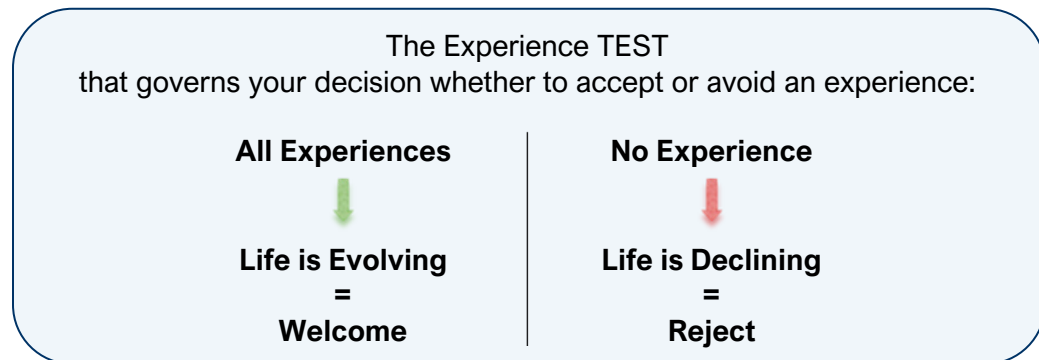 The Experience TEST
that governs your decision whether to accept or avoid an experience:
All Experiences
Life is Evolving
=
Welcome
No Experience
Life is Declining
=
Reject